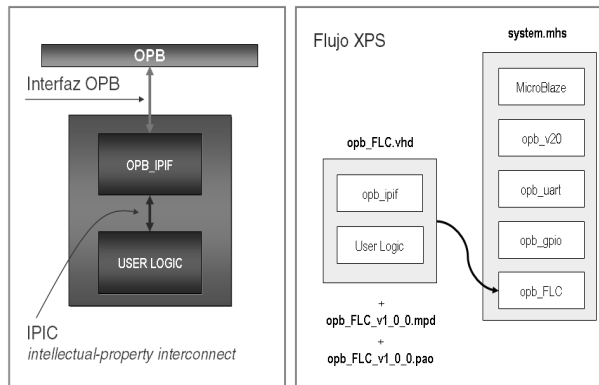 OPB
Interfaz OPB
OPB_IPIF
USER LOGIC
IPIC
intellectual-property interconnect
Flujo XPS
system.mhs
MicroBlaze
opb_v20
opb_uart
opb_gpio
opb_FLC
opb_FLC.vhd
opb_ipif
User Logic
+
opb_FLC_v1_0_0.mpd
+
opb_FLC_v1_0_0.pao